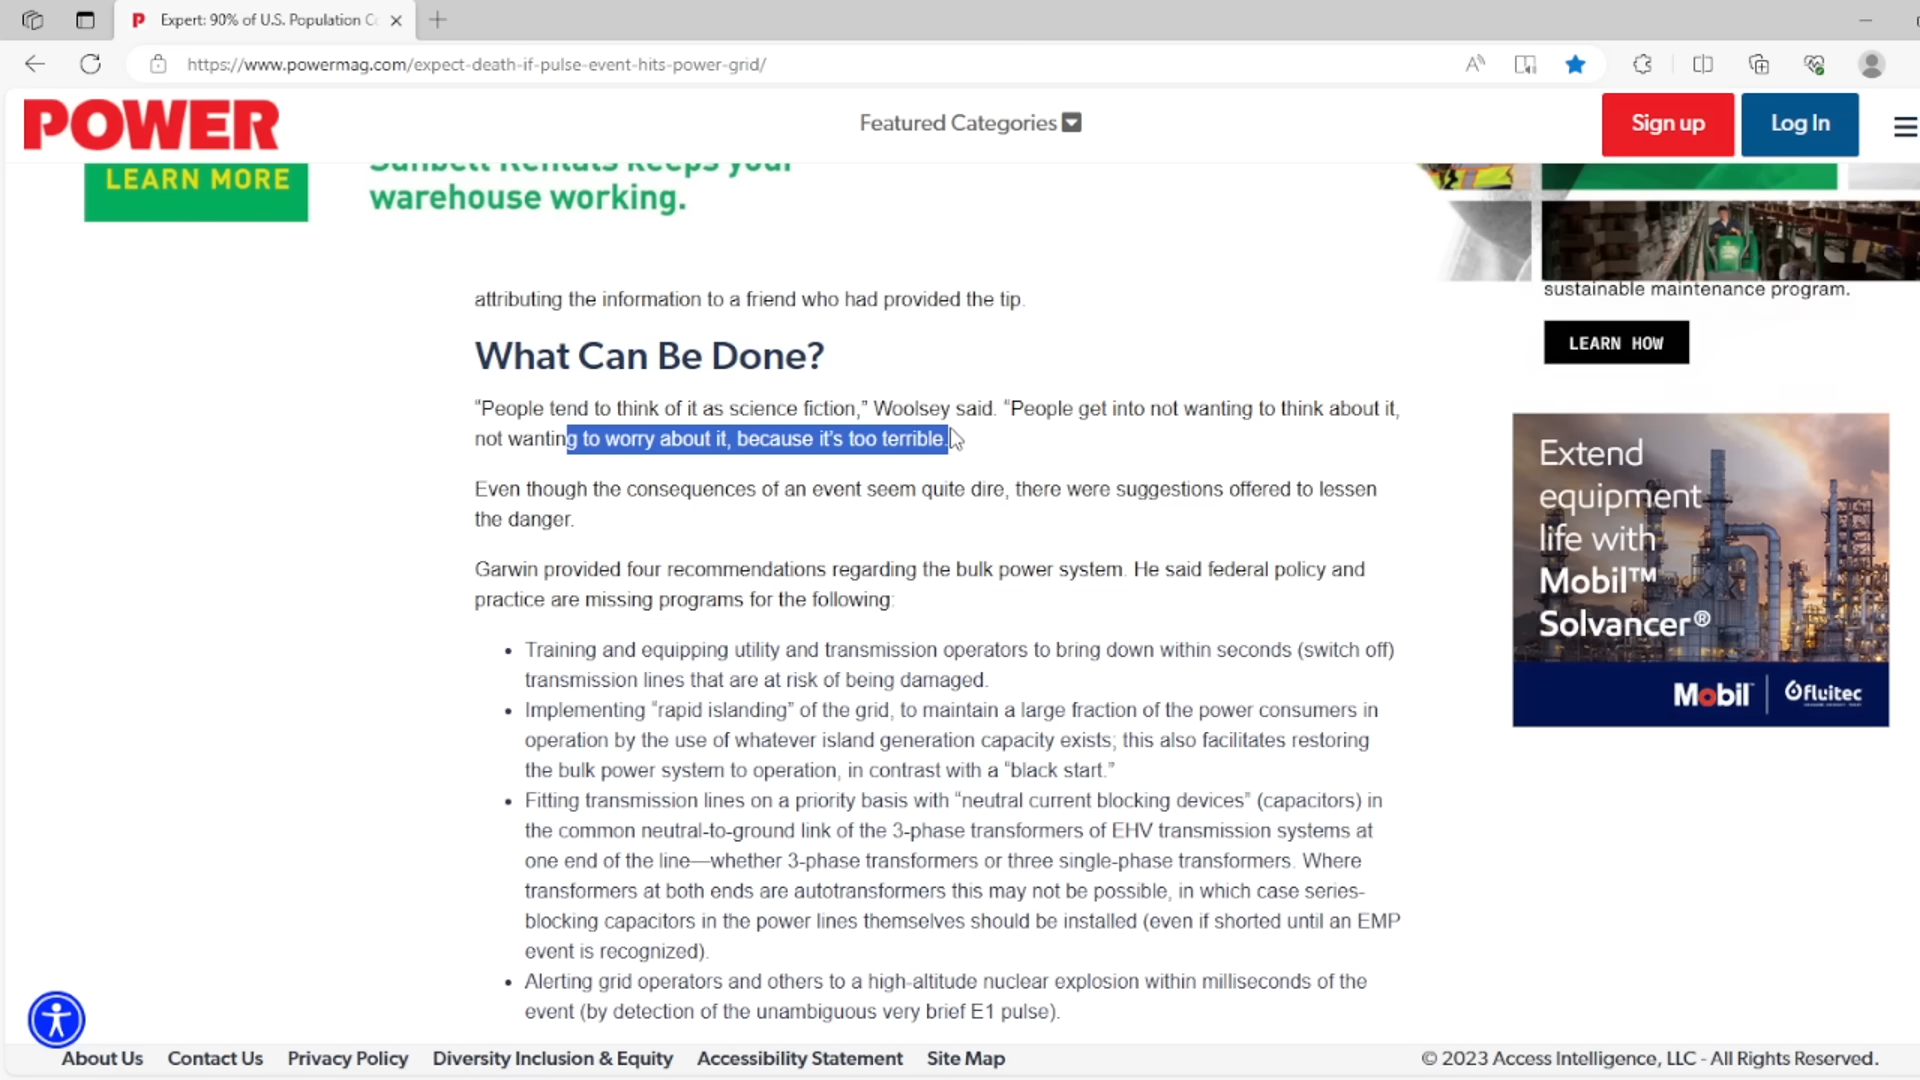 Expert: 90% of U.S. Population C
https://www.powermag.com/expect-death-if-pulse-event-hits-power-grid/
POWER
Featured Categories
Sign up
Log In
LEARN MORE
Sunbelt Rentals keeps your
warehouse working.
sustainable maintenance program.
LEARN HOW
attributing the information to a friend who had provided the tip.
What Can Be Done?
“People tend to think of it as science fiction,” Woolsey said. “People get into not wanting to think about it,
not wanting to worry about it, because it’s too terrible.
Even though the consequences of an event seem quite dire, there were suggestions offered to lessen
the danger.
Garwin provided four recommendations regarding the bulk power system. He said federal policy and
practice are missing programs for the following:
• Training and equipping utility and transmission operators to bring down within seconds (switch off)
transmission lines that are at risk of being damaged.
• Implementing “rapid islanding” of the grid, to maintain a large fraction of the power consumers in
operation by the use of whatever island generation capacity exists; this also facilitates restoring
the bulk power system to operation, in contrast with a “black start.”
• Fitting transmission lines on a priority basis with “neutral current blocking devices” (capacitors) in
the common neutral-to-ground link of the 3-phase transformers of EHV transmission systems at
one end of the line—whether 3-phase transformers or three single-phase transformers. Where
transformers at both ends are autotransformers this may not be possible, in which case series-
blocking capacitors in the power lines themselves should be installed (even if shorted until an EMP
event is recognized).
• Alerting grid operators and others to a high-altitude nuclear explosion within milliseconds of the
event (by detection of the unambiguous very brief E1 pulse).
Extend
equipment
life with
Mobil™
Solvancer®
Mobil
fluitec
About Us
Contact Us
Privacy Policy
Diversity Inclusion & Equity
Accessibility Statement
Site Map
© 2023 Access Intelligence, LLC - All Rights Reserved.